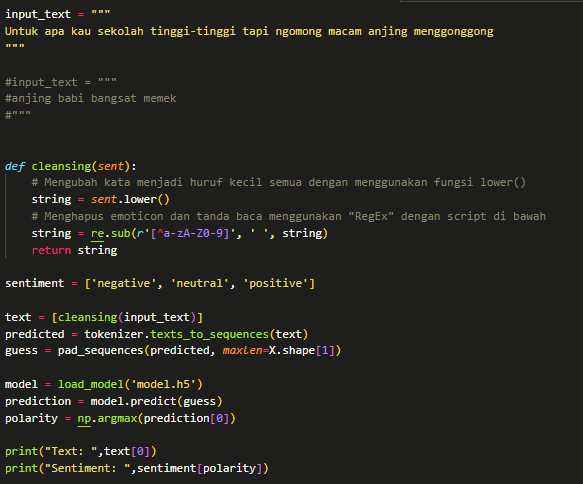 input_text = """
Untuk apa kau sekolah tinggi-tinggi tapi ngomong macam anjing menggonggong
"""
#input_text = """
#anjing babi bangsat memek
#"""
def cleansing(sent):
    # Mengubah kata menjadi huruf kecil semua dengan menggunakan fungsi lower()
    string = sent.lower()
    # Menghapus emoticon dan tanda baca menggunakan "RegEx" dengan script di bawah
    string = re.sub(r'[^a-zA-Z0-9]', ' ', string)
    return string
sentiment = ['negative', 'neutral', 'positive']
text = [cleansing(input_text)]
predicted = tokenizer.texts_to_sequences(text)
guess = pad_sequences(predicted, maxlen=X.shape[1])
model = load_model('model.h5')
prediction = model.predict(guess)
polarity = np.argmax(prediction[0])
print("Text: ",text[0])
print("Sentiment: ",sentiment[polarity])